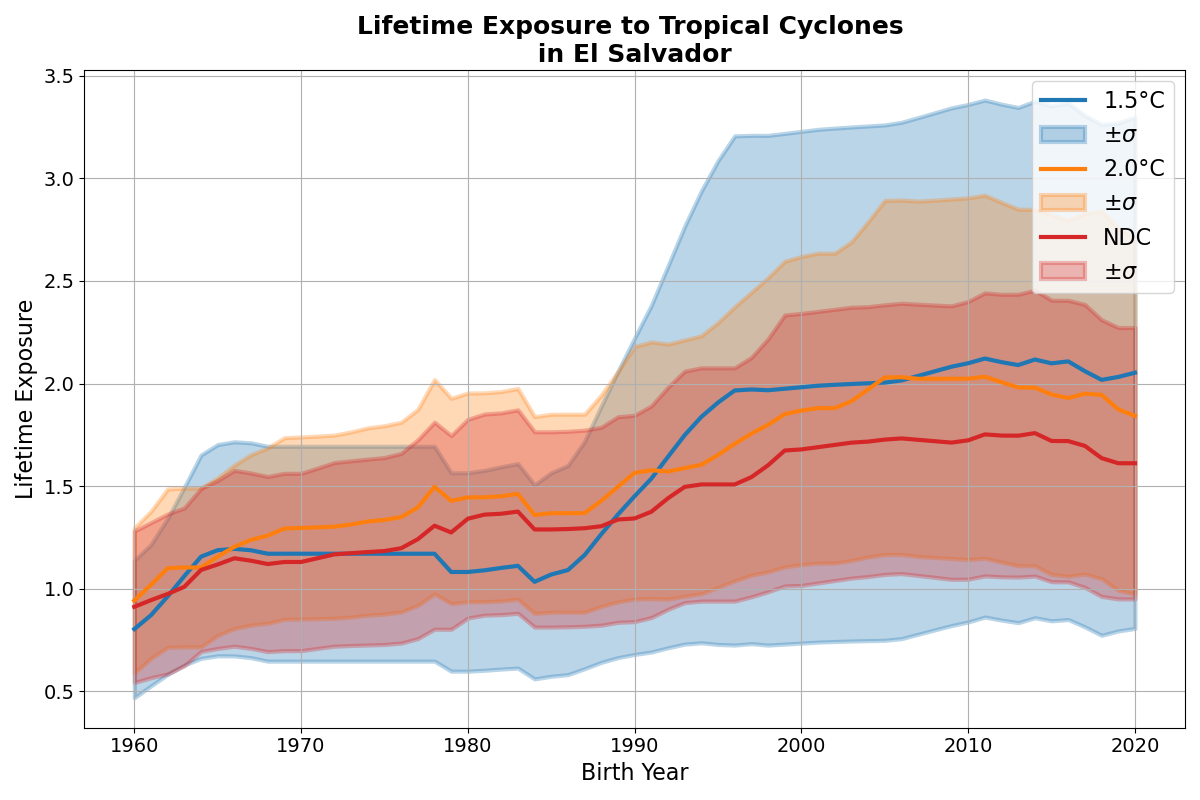 Lifetime Exposure to Tropical Cyclones
in El Salvador
3.5
3.0
2.5
2.0
1.5
1.0
0.5
Lifetime Exposure
1960
1970
1980
1990
2000
2010
2020
Birth Year
1.5°C
±σ
2.0°C
±σ
NDC
±σ